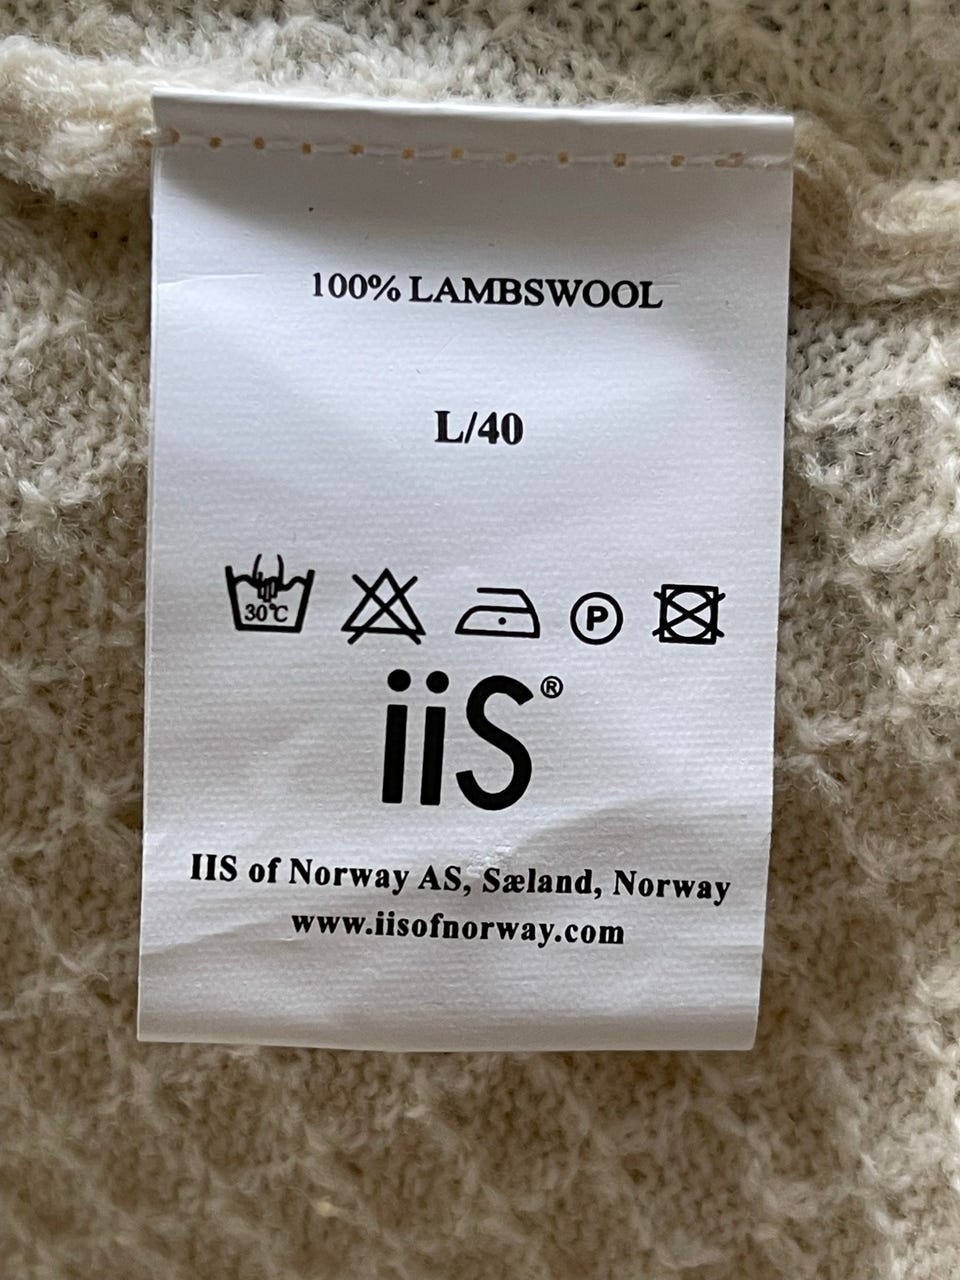 100% LAMBSWOOL
L/40
30°C
P
iiS®
IIS of Norway AS, Sæland, Norway
www.iisofnorway.com